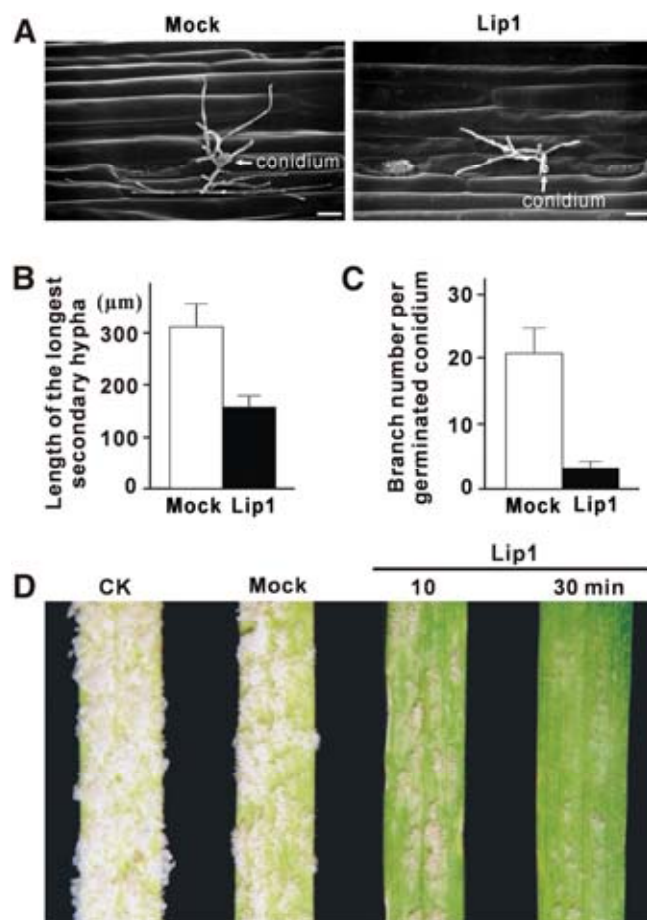 A
Mock
Lip1
conidium
conidium
B
(μm)
Length of the longest
secondary hypha
300
200
100
0
Mock Lip1
C
Branch number per
germinated conidium
30
20
10
0
Mock Lip1
D
Lip1
CK
Mock
10
30 min